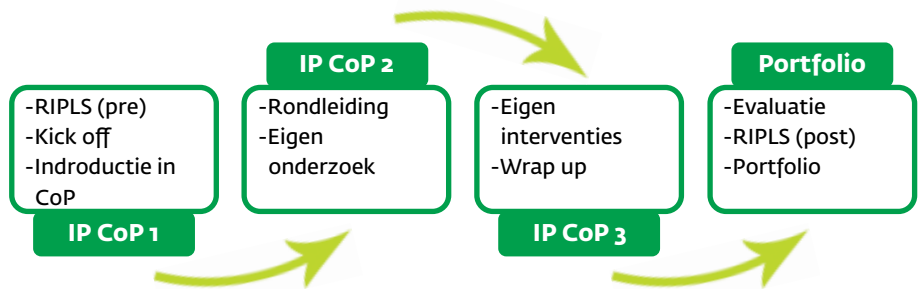 -RIPLS (pre)
-Kick off
-Indroductie in
CoP
IP CoP 1
IP CoP 2
-Rondleiding
-Eigen
onderzoek
-Eigen
interventies
-Wrap up
IP CoP 3
Portfolio
-Evaluatie
-RIPLS (post)
-Portfolio